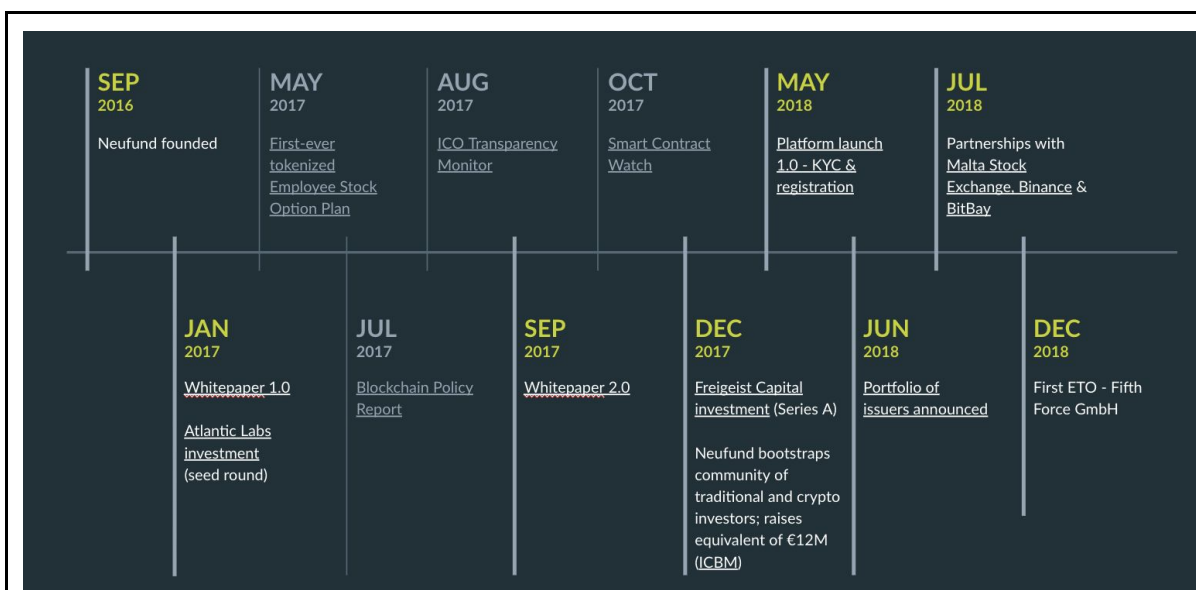 SEP
2016
Neufund founded
MAY
2017
First-ever
tokenized
Employee Stock
Option Plan
AUG
2017
ICO Transparency
Monitor
OCT
2017
Smart Contract
Watch
MAY
2018
Platform launch
1.0 - KYC &
registration
JUL
2018
Partnerships with
Malta Stock
Exchange, Binance &
BitBay
JAN
2017
Whitepaper 1.0
Atlantic Labs
investment
(seed round)
JUL
2017
Blockchain Policy
Report
SEP
2017
Whitepaper 2.0
DEC
2017
Freigeist Capital
investment (Series A)
Neufund bootstraps
community of
traditional and crypto
investors; raises
equivalent of €12M
(ICBM)
JUN
2018
Portfolio of
issuers announced
DEC
2018
First ETO - Fifth
Force GmbH